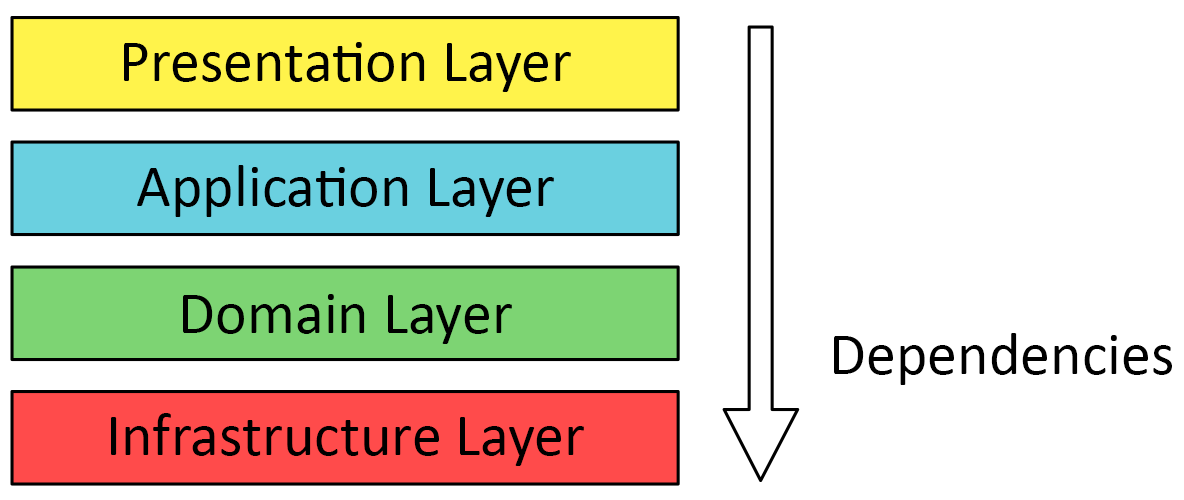 Presentation Layer
Application Layer
Domain Layer
Dependencies
Infrastructure Layer